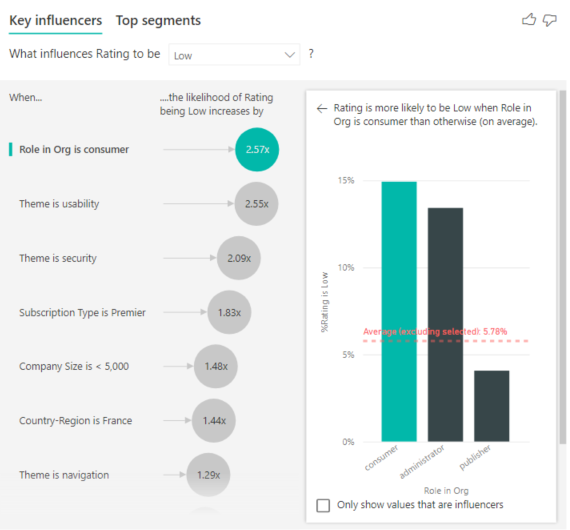 Key influencers Top segments
What influences Rating to be Low ?
When... ....the likelihood of Rating
being Low increases by
Role in Org is consumer 2.57x
Theme is usability 2.55x
Theme is security 2.09x
Subscription Type is Premier 1.83x
Company Size is < 5,000 1.48x
Country-Region is France 1.44x
Theme is navigation 1.29x
Rating is more likely to be Low when Role in
Org is consumer than otherwise (on average).
15%
10%
5%
0%
%Rating is Low
Average (excluding selected): 5.78%
consumer
administrator
publisher
Role in Org
Only show values that are influencers